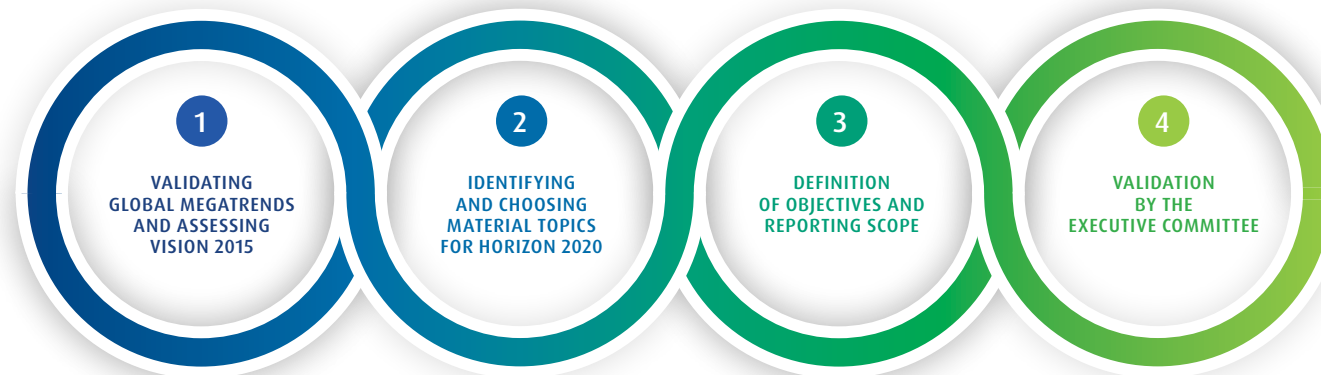 1
VALIDATING
GLOBAL MEGATRENDS
AND ASSESSING
VISION 2015
2
IDENTIFYING
AND CHOOSING
MATERIAL TOPICS
FOR HORIZON 2020
3
DEFINITION
OF OBJECTIVES AND
REPORTING SCOPE
4
VALIDATION
BY THE
EXECUTIVE COMMITTEE